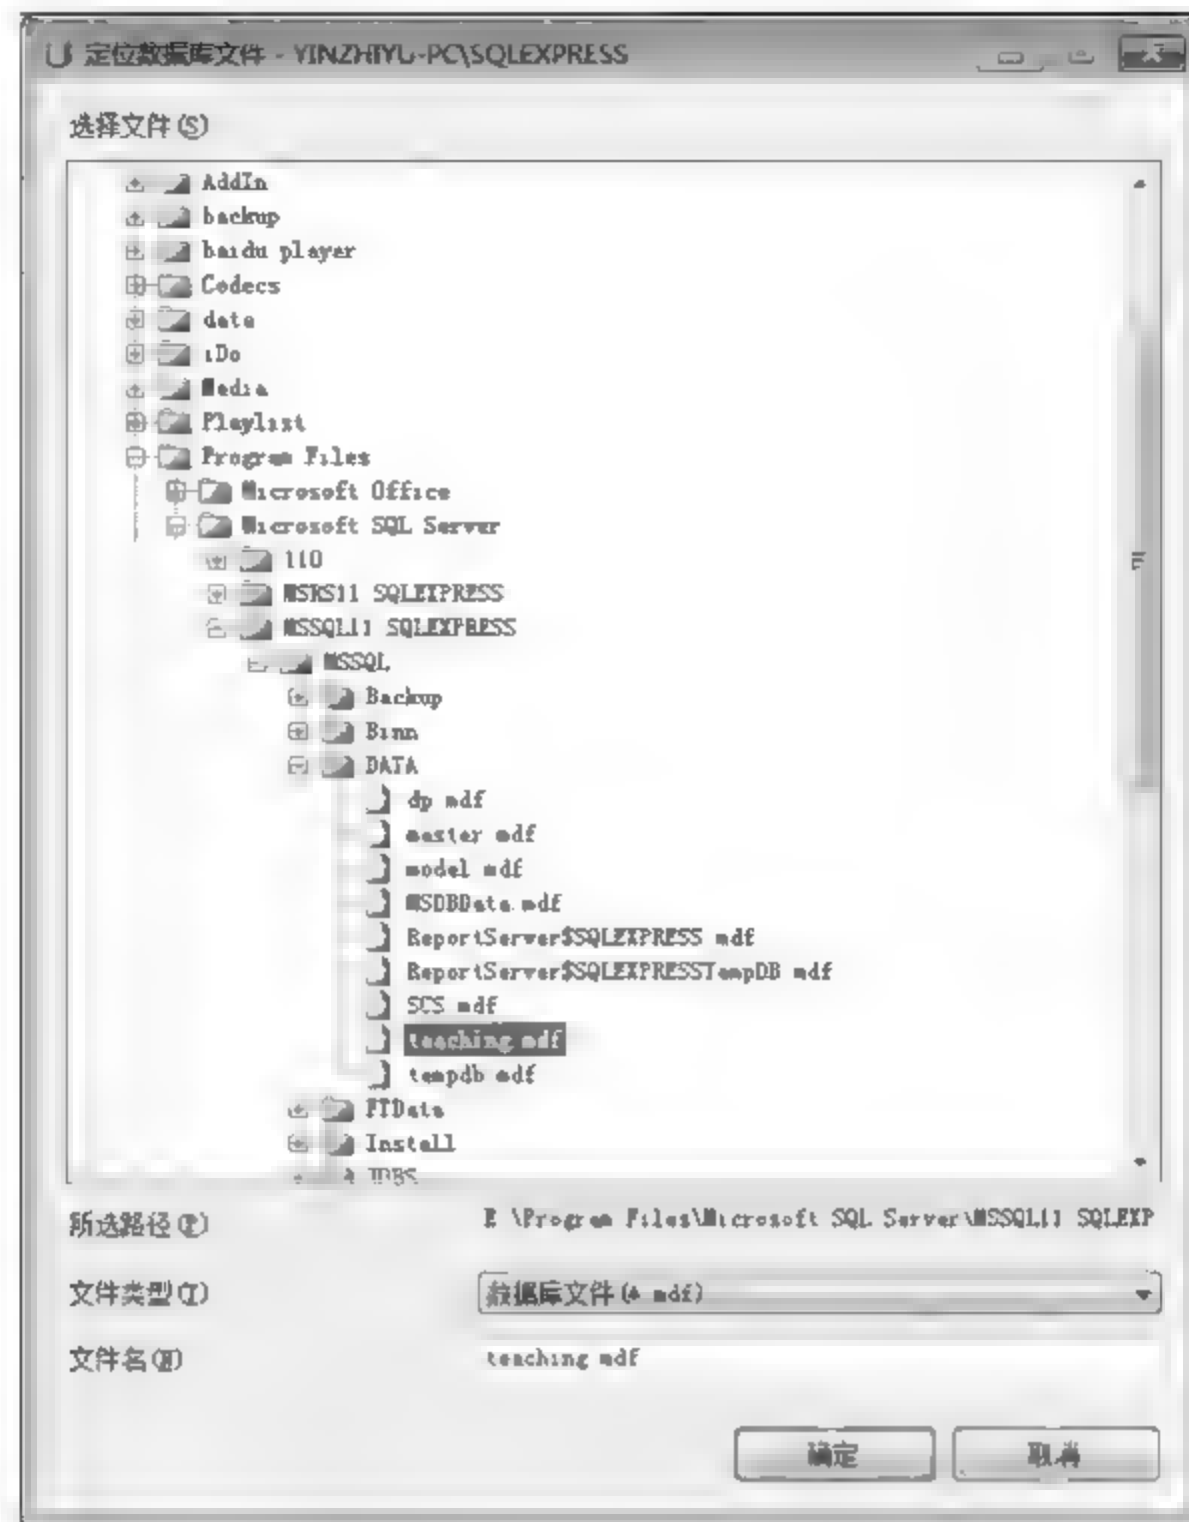 定位数据库文件 - YINZHIYU-PC\SQLEXPRESS
选择文件(S)
AddIn
backup
baidu player
Codecs
data
iDo
Media
Playlist
Program Files
Microsoft Office
Microsoft SQL Server
110
MSRS11 SQLEXPRESS
MSSQL11 SQLEXPRESS
MSSQL
Backup
Binn
DATA
dp mdf
master mdf
model mdf
MSDBData.mdf
ReportServer$SQLEXPRESS mdf
ReportServer$SQLEXPRESSTempDB mdf
SCS mdf
teaching mdf
tempdb mdf
FTData
Install
JOBS
所选路径(P)
E \Program Files\Microsoft SQL Server\MSSQL11 SQLEXP
文件类型(T)
数据库文件(* mdf)
文件名(N)
teaching mdf
确定
取消